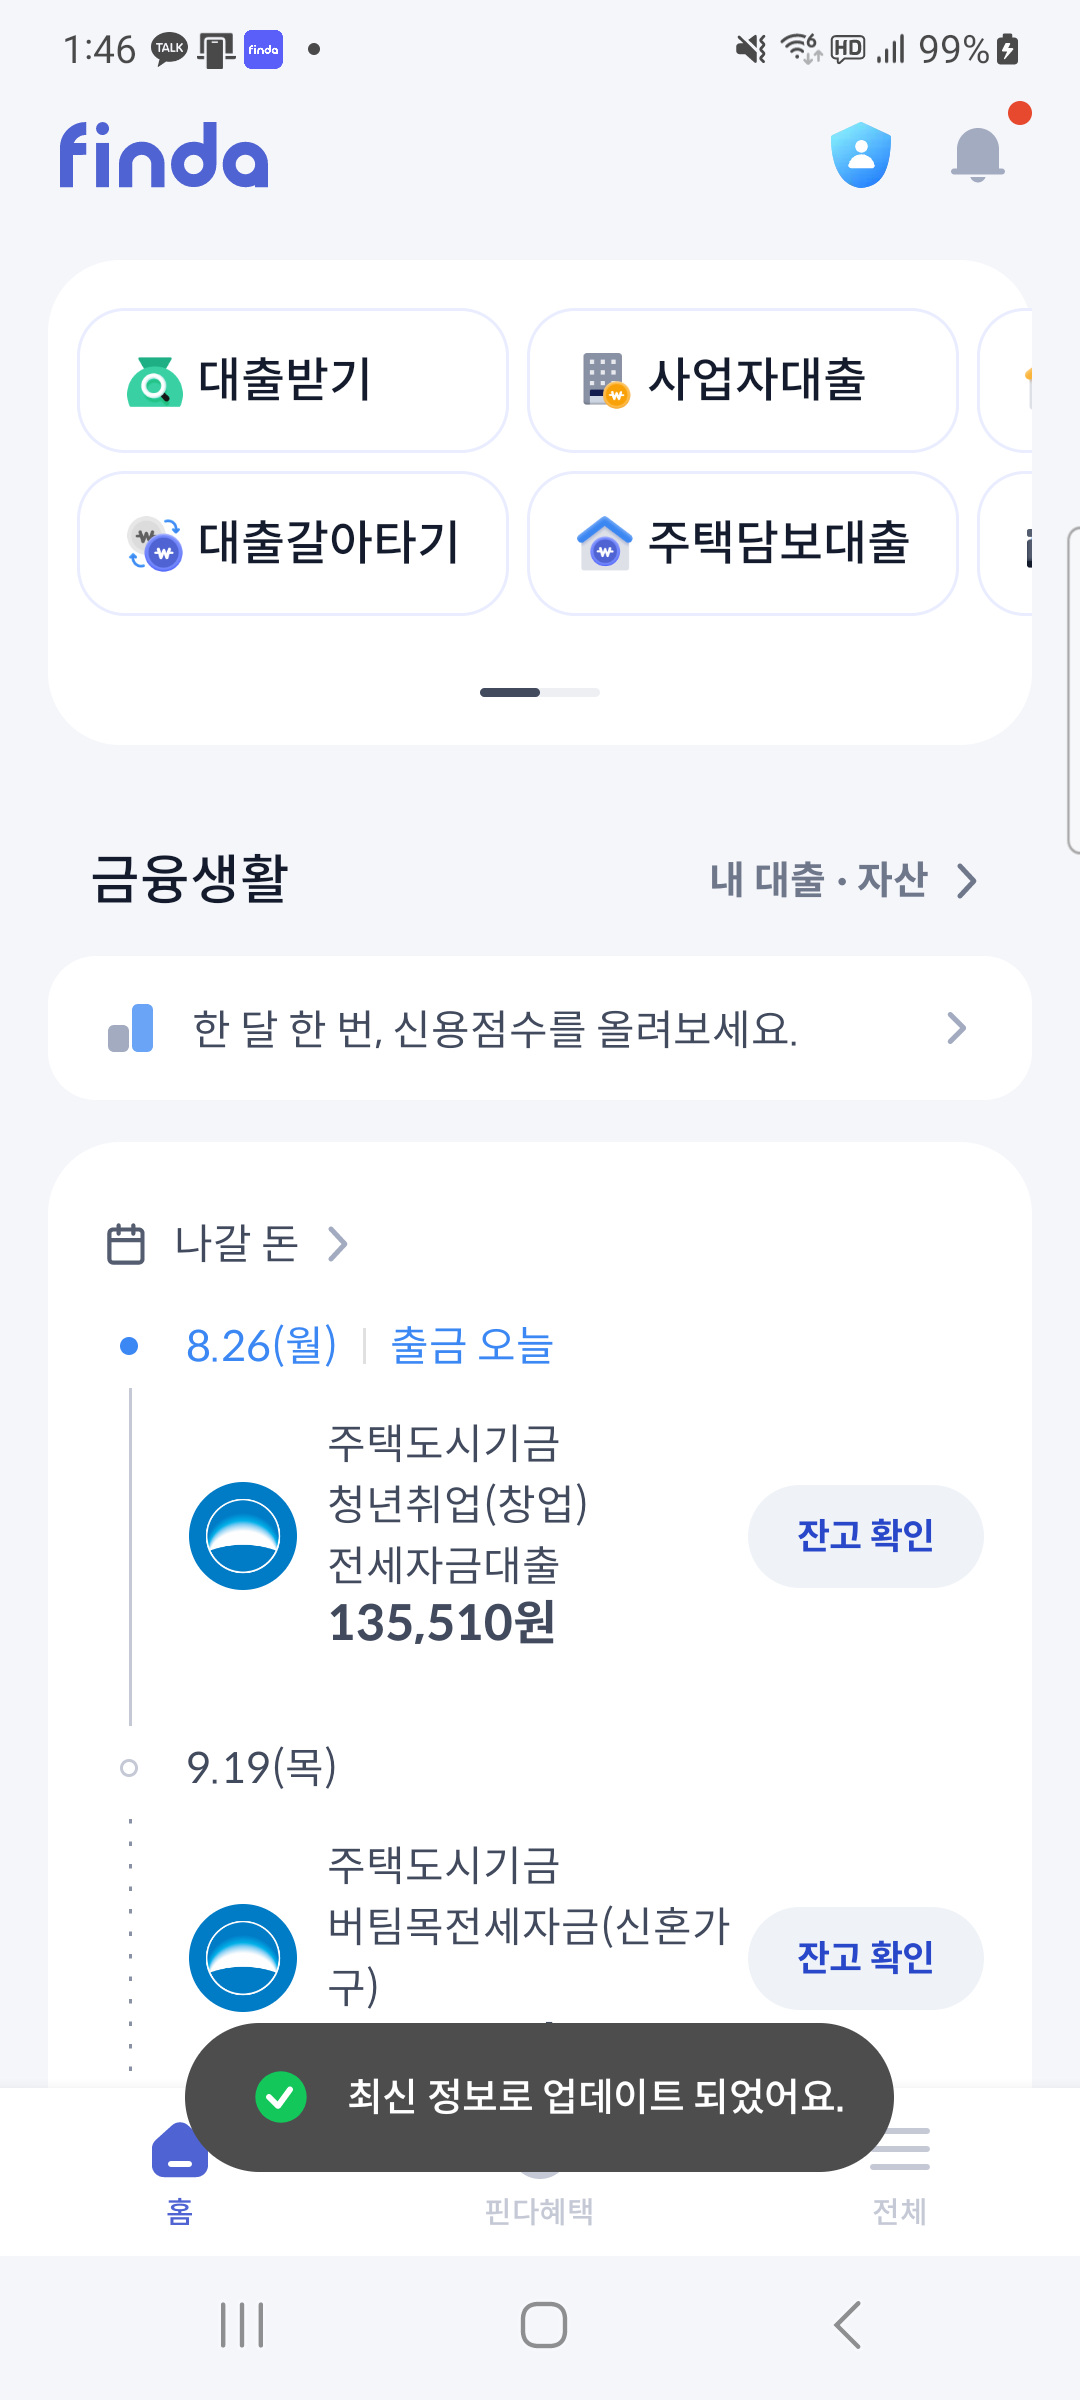 1:46 TALK finda 6 HD 99%
finda
대출받기 사업자대출
대출갈아타기 주택담보대출
금융생활 내 대출 · 자산
한 달 한 번, 신용점수를 올려보세요.
나갈 돈
8.26(월) 출금 오늘
주택도시기금
청년취업(창업)
전세자금대출
135,510원
잔고 확인
9.19(목)
주택도시기금
버팀목전세자금(신혼가
구)
잔고 확인
최신 정보로 업데이트 되었어요.
홈 핀다혜택 전체